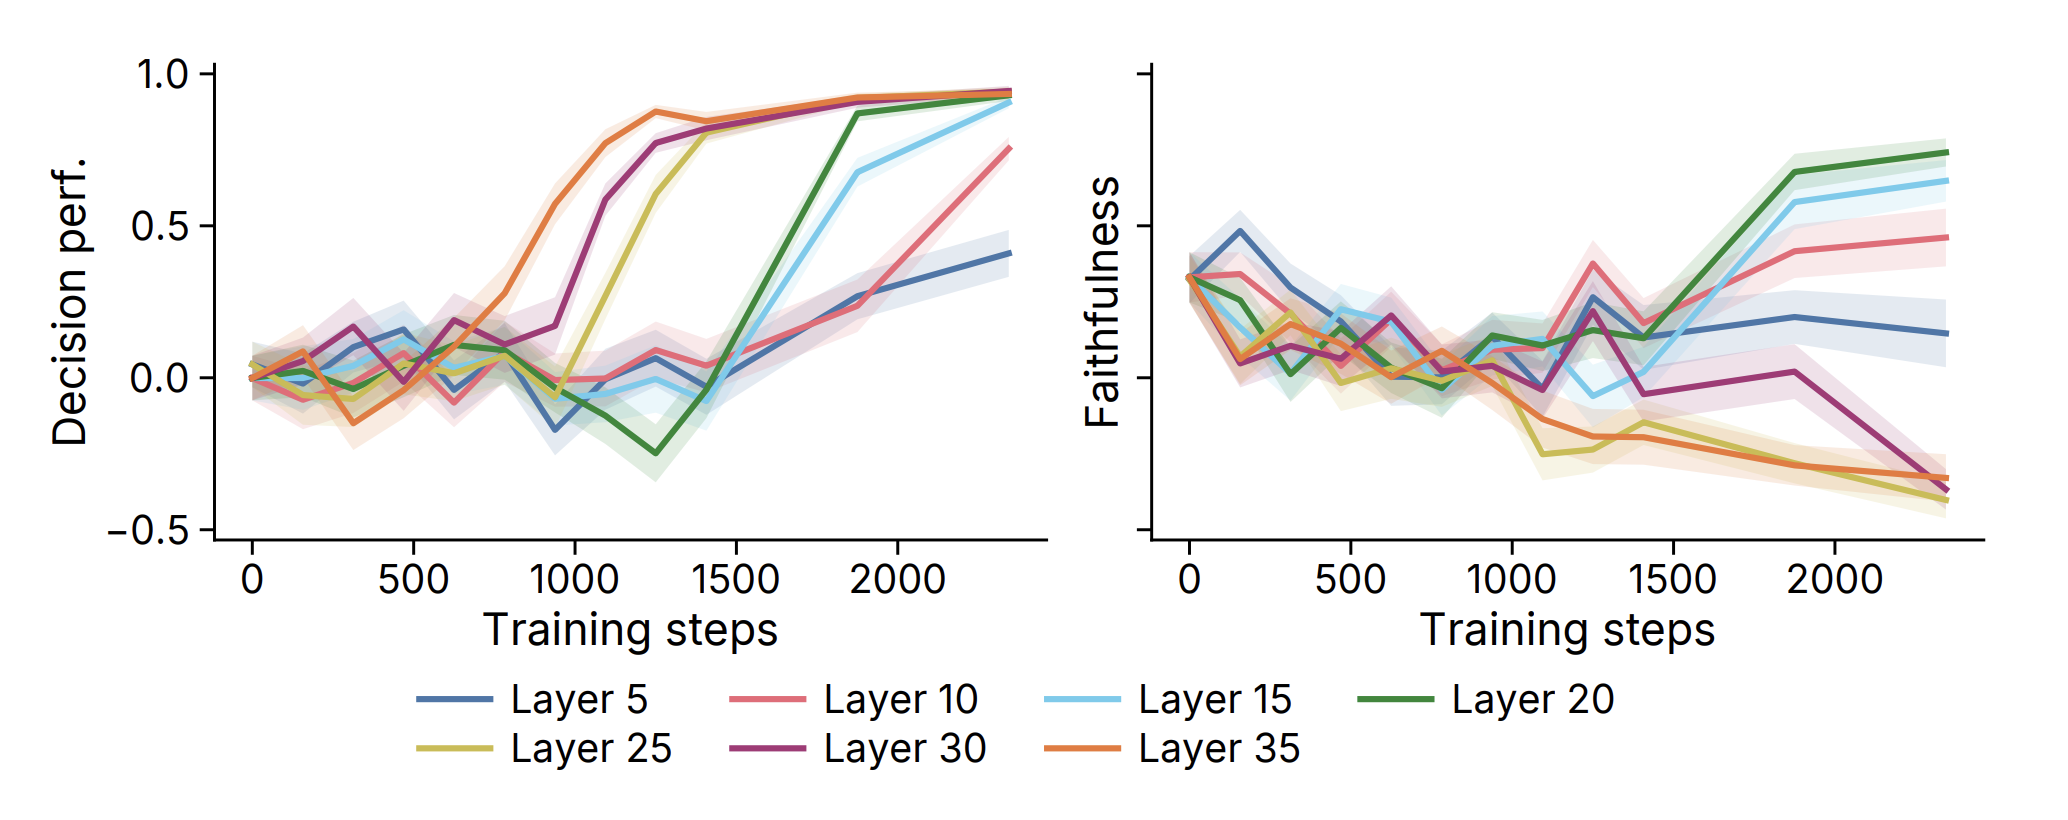 Decision perf.
1.0
0.5
0.0
−0.5
0 500 1000 1500 2000
Training steps
Faithfulness
0 500 1000 1500 2000
Training steps
Layer 5 Layer 10 Layer 15 Layer 20
Layer 25 Layer 30 Layer 35